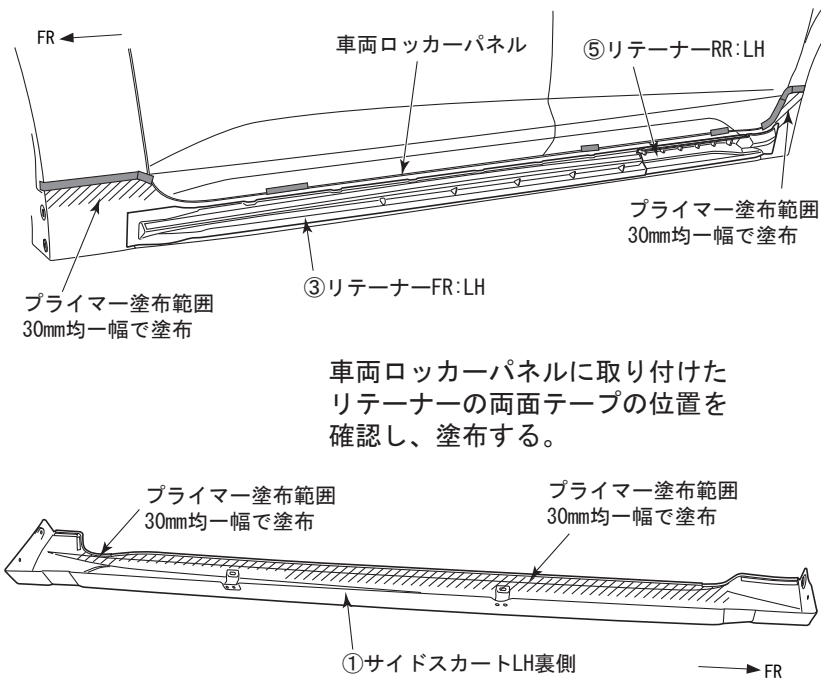 FR
車両ロッカーパネル
⑤リテーナーRR:LH
プライマー塗布範囲
30mm均一幅で塗布
③リテーナーFR:LH
プライマー塗布範囲
30mm均一幅で塗布
車両ロッカーパネルに取り付けた
リテーナーの両面テープの位置を
確認し、塗布する。
プライマー塗布範囲
30mm均一幅で塗布
プライマー塗布範囲
30mm均一幅で塗布
①サイドスカートLH裏側
FR